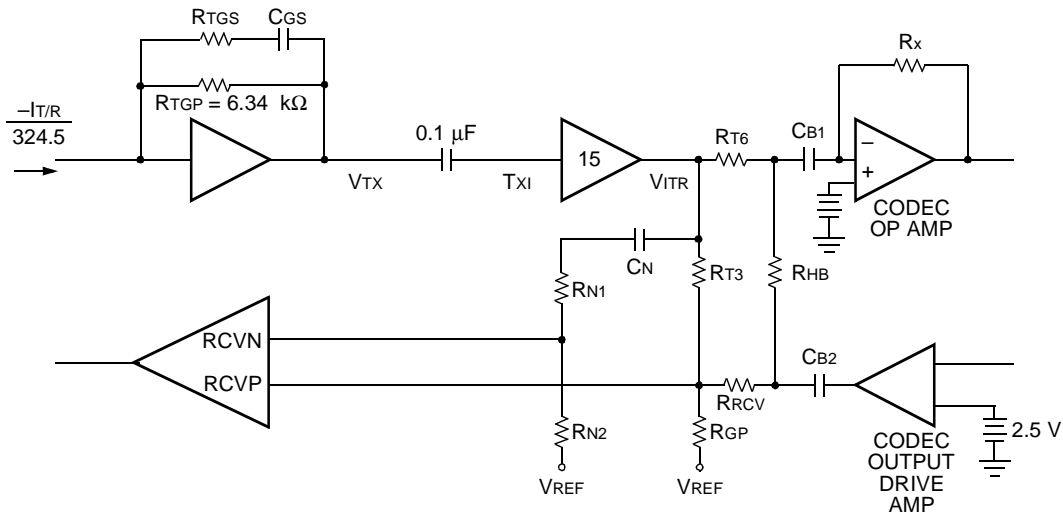 RTGS
CGS
RX
RTGP = 6.34 kΩ
–IT/R
324.5
0.1 μF
CB1
RT6
15
VTX
TXI
VITR
–
+
CODEC
OP AMP
CN
RT3
RHB
RN1
RCVN
RCVP
CB2
RRCV
RN2
RGP
2.5 V
CODEC
OUTPUT
DRIVE
AMP
VREF
VREF